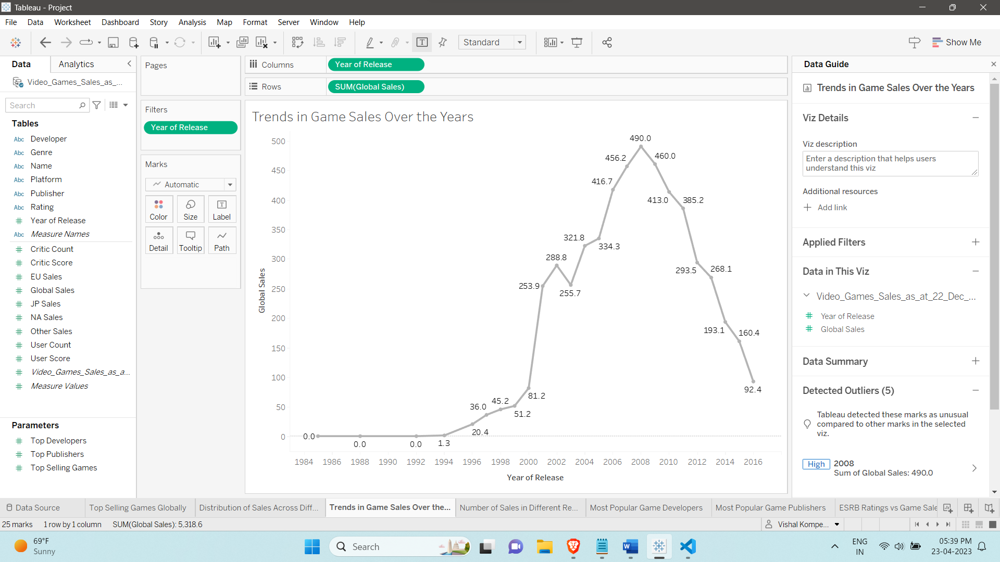 Tableau - Project
File Data Worksheet Dashboard Story Analysis Map Format Server Window Help
Standard
Show Me
Data Analytics
Video_Games_Sales_as_...
Search
Tables
Abc Developer
Abc Genre
Abc Name
Abc Platform
Abc Publisher
Abc Rating
# Year of Release
Abc Measure Names
# Critic Count
# Critic Score
# EU Sales
# Global Sales
# JP Sales
# NA Sales
# Other Sales
# User Count
# User Score
# Video_Games_Sales_as_a...
# Measure Values
Parameters
# Top Developers
# Top Publishers
# Top Selling Games
Pages
Filters
Year of Release
Marks
Automatic
Color Size Label
Detail Tooltip Path
Columns Year of Release
Rows SUM(Global Sales)
Trends in Game Sales Over the Years
Global Sales
500
450
400
350
300
250
200
150
100
50
0
0.0
0.0
0.0
1.3
20.4
36.0
45.2
51.2
81.2
253.9
288.8
255.7
321.8
334.3
416.7
456.2
490.0
460.0
413.0
385.2
293.5
268.1
193.1
160.4
92.4
1984 1986 1988 1990 1992 1994 1996 1998 2000 2002 2004 2006 2008 2010 2012 2014 2016
Year of Release
Data Guide
Trends in Game Sales Over the Years
Viz Details
Viz description
Enter a description that helps users
understand this viz
Additional resources
Add link
Applied Filters
Data in This Viz
Video_Games_Sales_as_at_22_Dec_...
# Year of Release
# Global Sales
Data Summary
Detected Outliers (5)
Tableau detected these marks as unusual
compared to other marks in the selected
viz.
High 2008
Sum of Global Sales: 490.0
Data Source Top Selling Games Globally Distribution of Sales Across Diff... Trends in Game Sales Over the... Number of Sales in Different Re... Most Popular Game Developers Most Popular Game Publishers ESRB Ratings vs Game Sale
25 marks 1 row by 1 column SUM(Global Sales): 5,318.6
Vishal Kompe...
69°F
Sunny
Search
ENG
IN
05:39 PM
23-04-2023